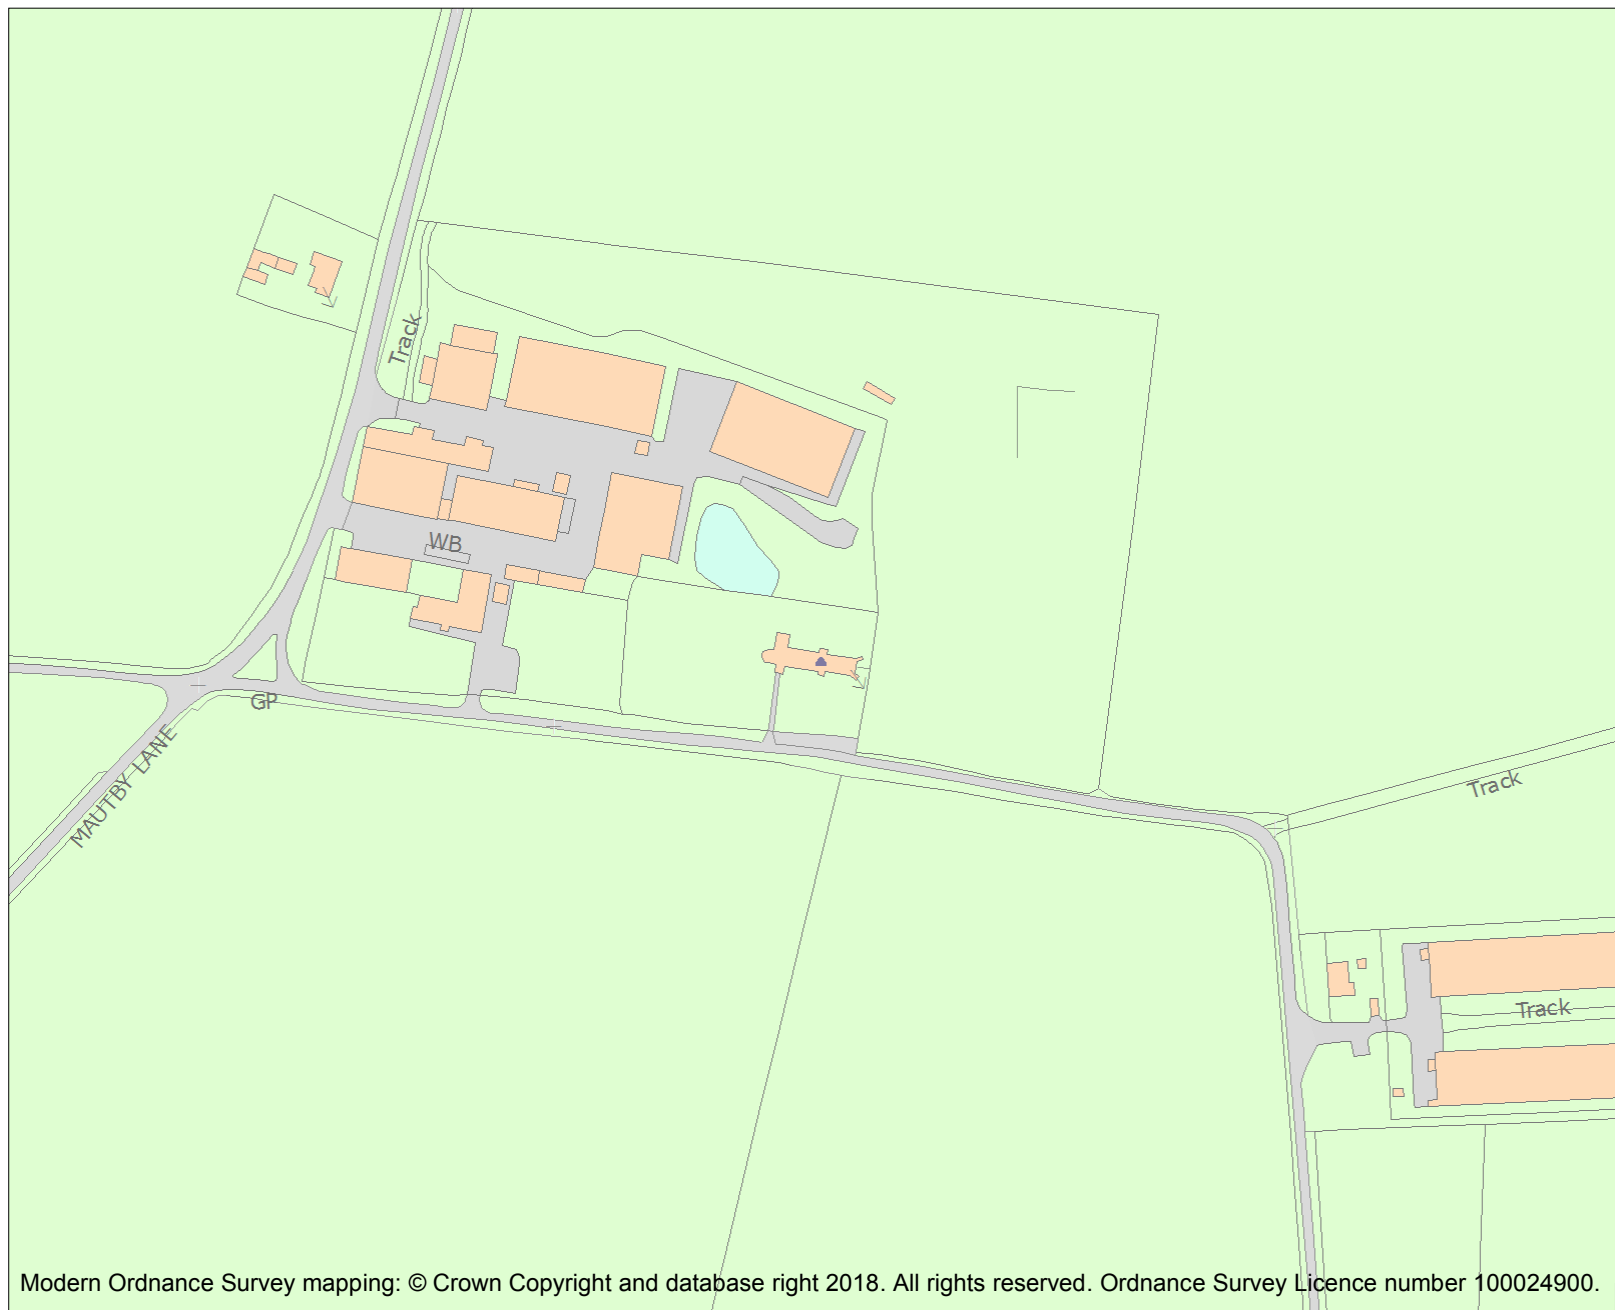 Track
WB
GP
MAUTBY LANE
Track
Track
Modern Ordnance Survey mapping: © Crown Copyright and database right 2018. All rights reserved. Ordnance Survey Licence number 100024900.